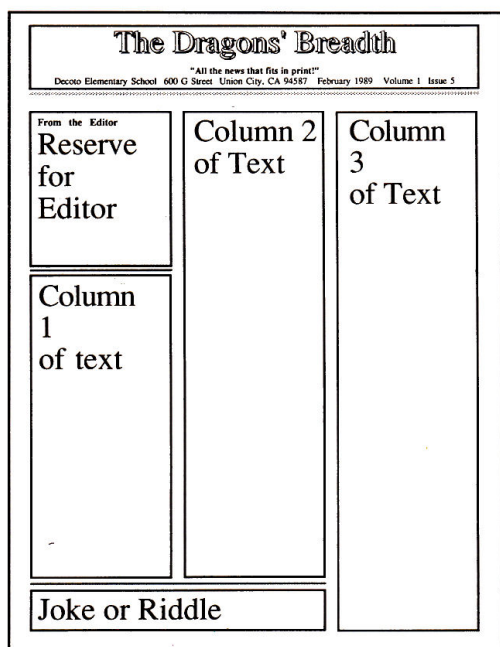 The Dragons' Breadth
"All the news that fits in print!"
Decoto Elementary School 600 G Street Union City, CA 94587 February 1989 Volume 1 Issue 5
From the Editor
Reserve
for
Editor
Column
1
of text
Column 2
of Text
Column
3
of Text
Joke or Riddle